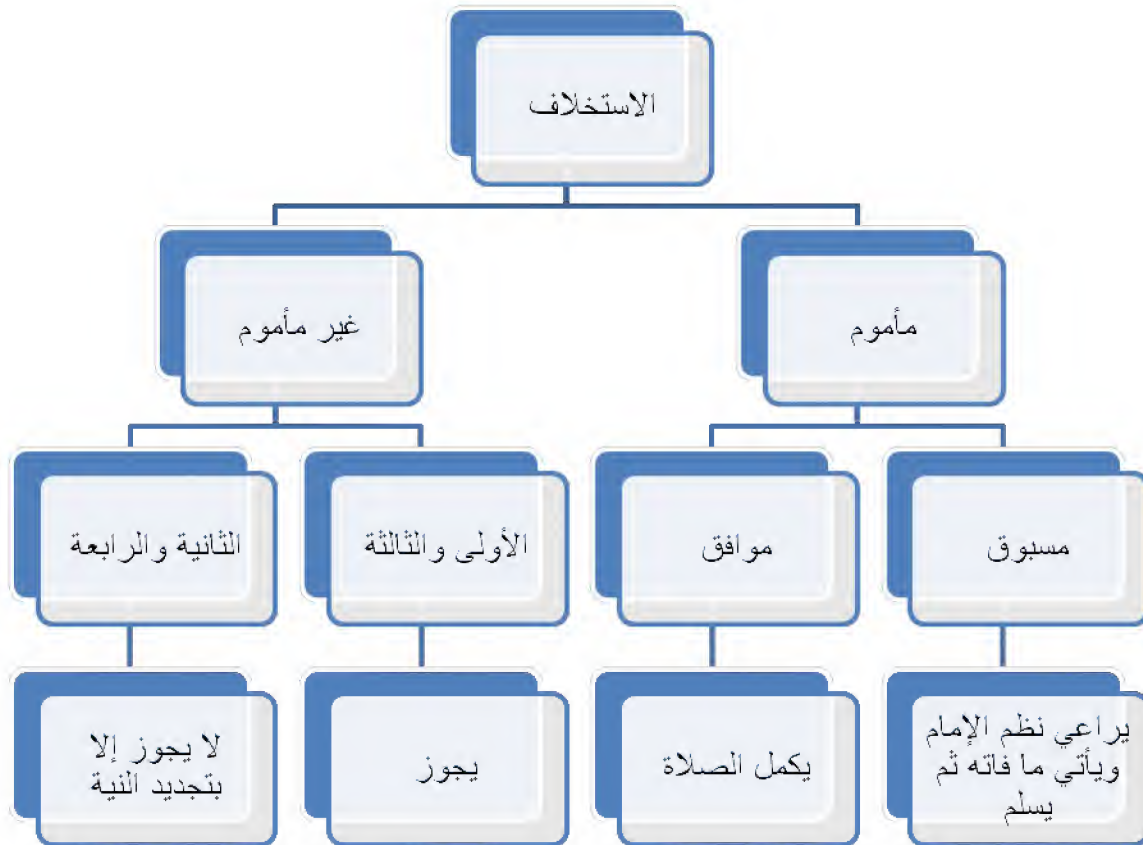 الاستخلاف
مأموم
غير مأموم
مسبوق
موافق
الأولى والثالثة
الثانية والرابعة
يراعي نظم الإمام
ويأتي ما فاته ثم
يسلم
يكمل الصلاة
يجوز
لا يجوز إلا
بتجديد النية